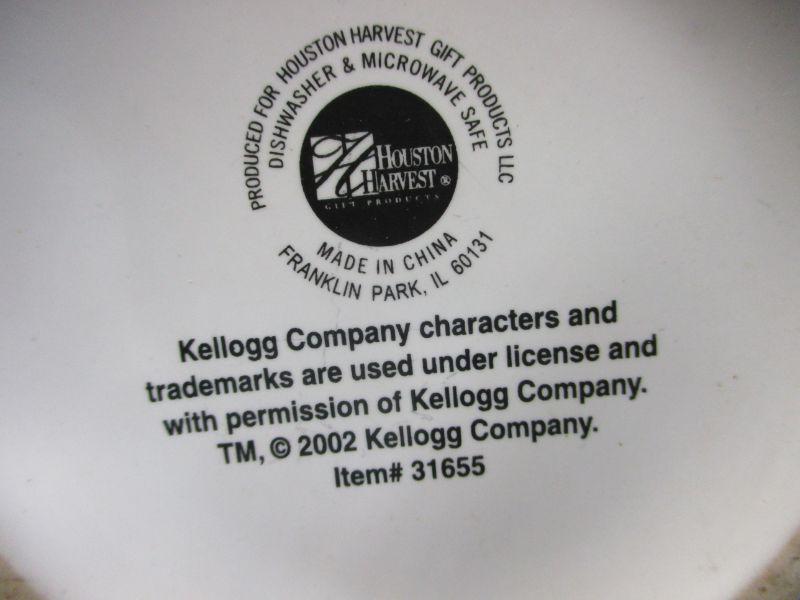 PRODUCED FOR HOUSTON HARVEST GIFT PRODUCTS LLC
DISHWASHER & MICROWAVE SAFE
H
HOUSTON
HARVEST ®
GIFT PRODUCTS
MADE IN CHINA
FRANKLIN PARK, IL 60131
Kellogg Company characters and
trademarks are used under license and
with permission of Kellogg Company.
TM, © 2002 Kellogg Company.
Item# 31655